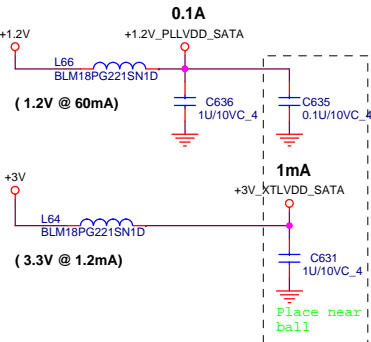 0.1A
+1.2V
+1.2V_PLLVDD_SATA
L66
BLM18PG221SN1D
( 1.2V @ 60mA)
C636
1U/10VC_4
C635
0.1U/10VC_4
1mA
+3V
+3V_XTLVDD_SATA
L64
BLM18PG221SN1D
( 3.3V @ 1.2mA)
C631
1U/10VC_4
Place near
ball